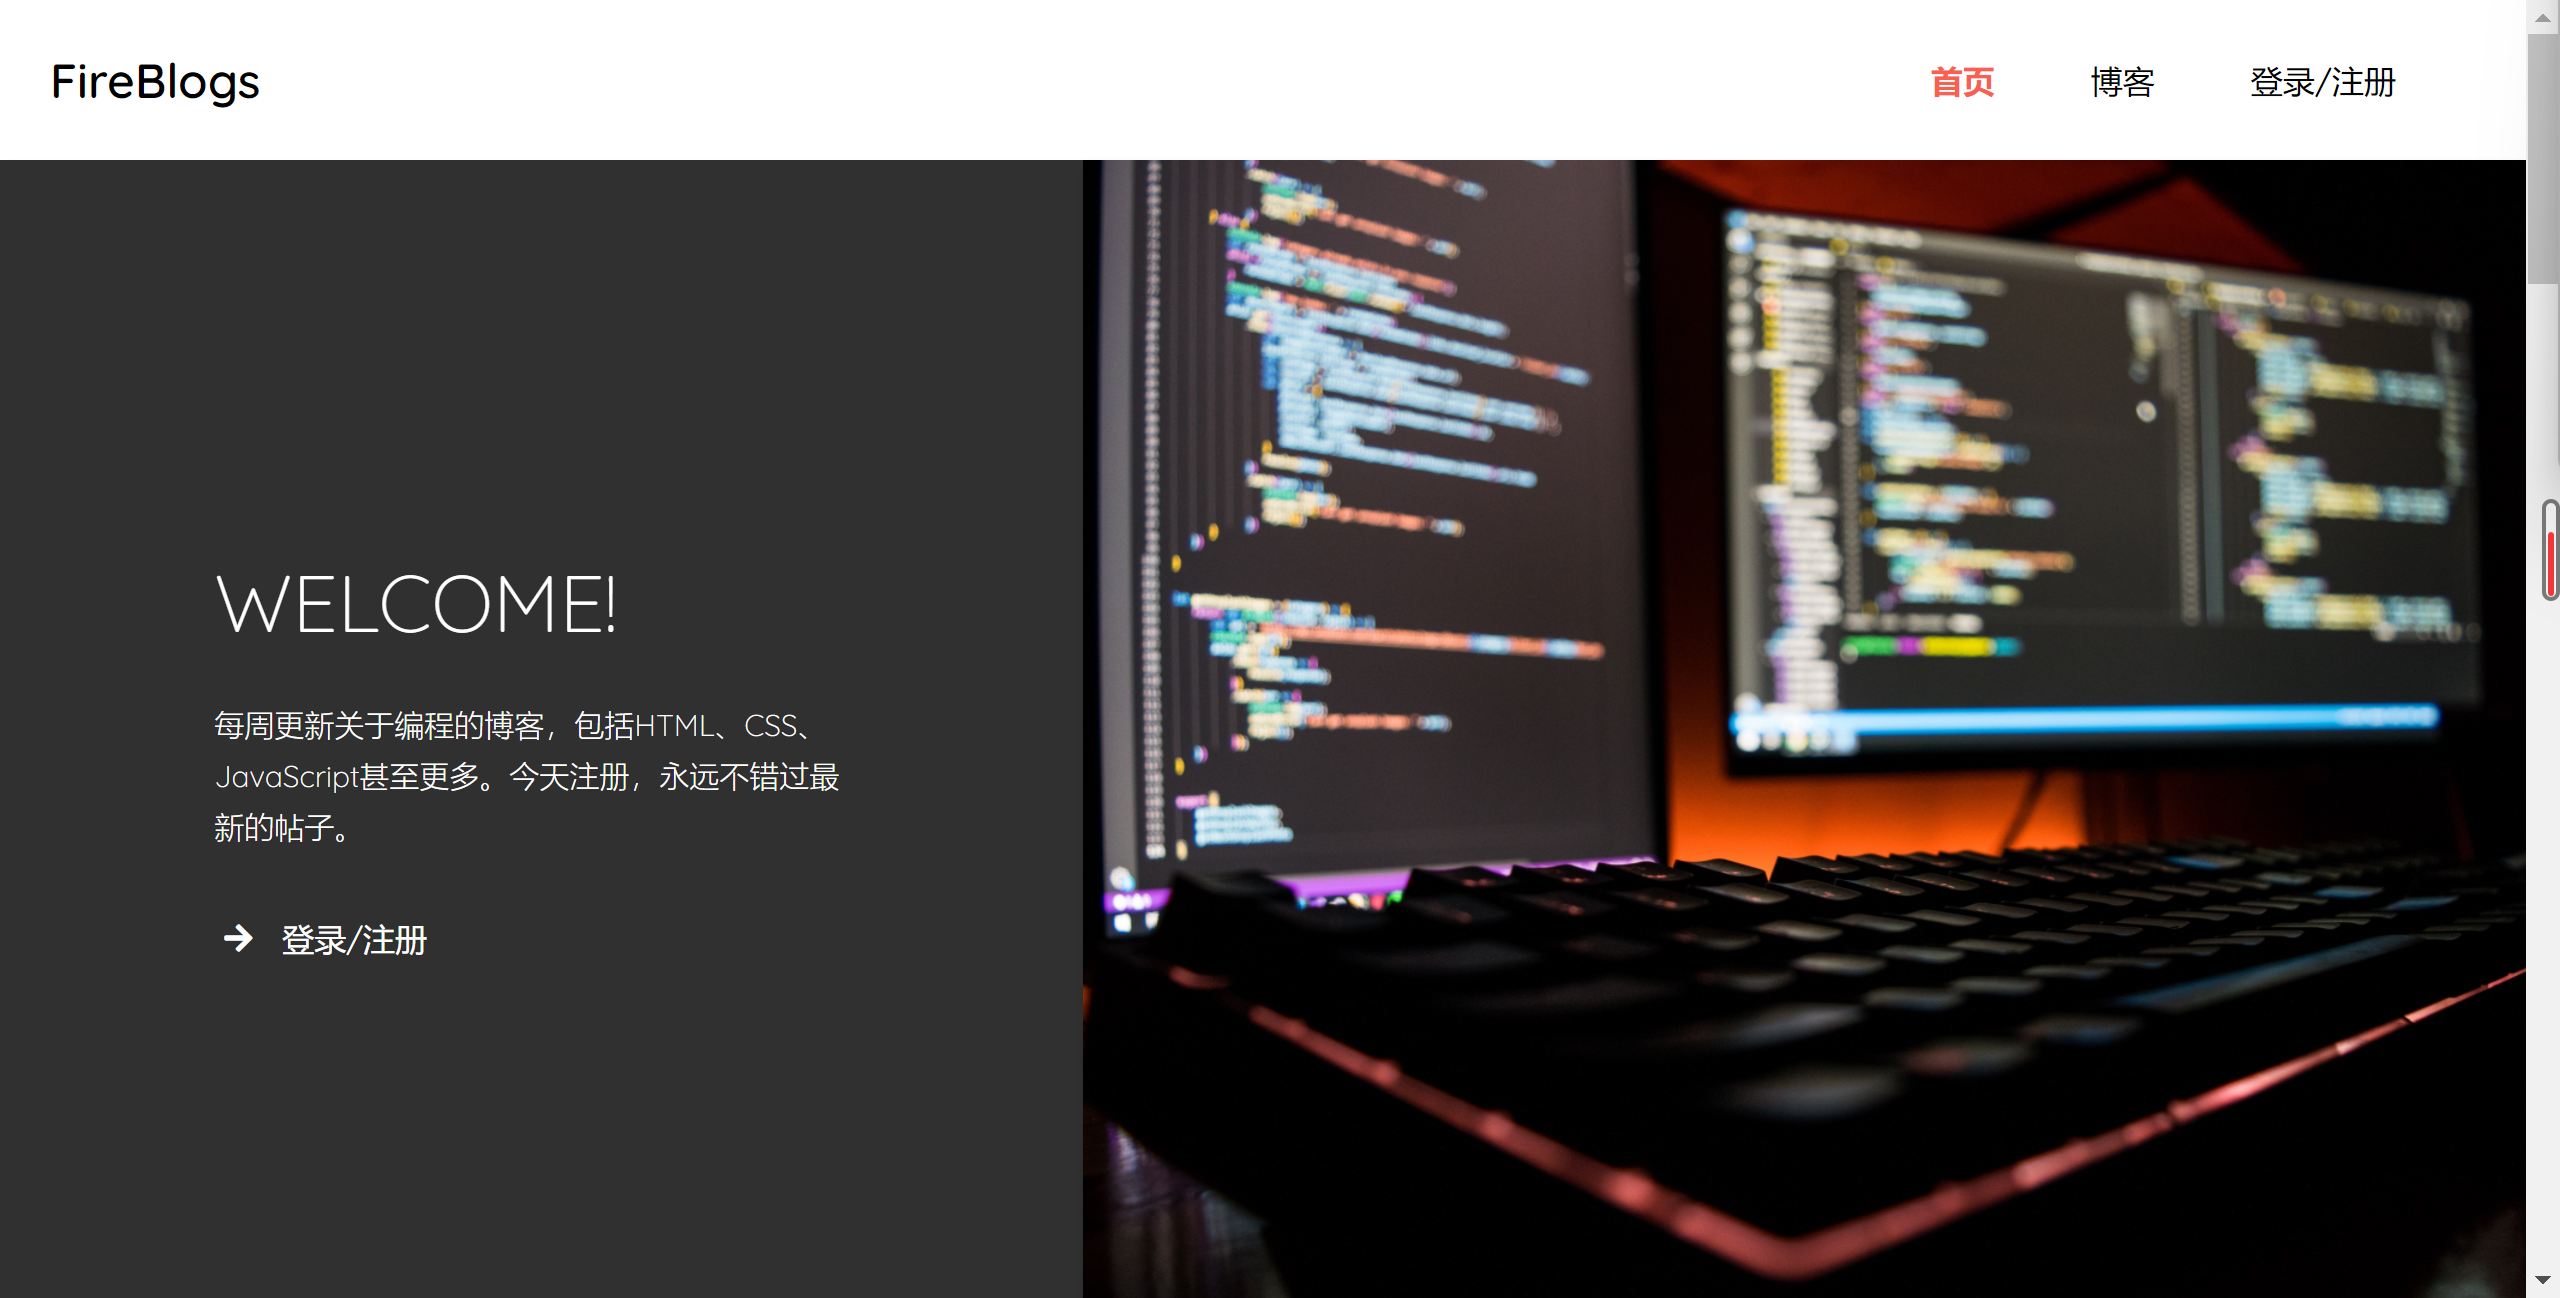 FireBlogs
首页 博客 登录/注册
WELCOME!
每周更新关于编程的博客，包括HTML、CSS、
JavaScript甚至更多。今天注册，永远不错过最
新的帖子。
登录/注册